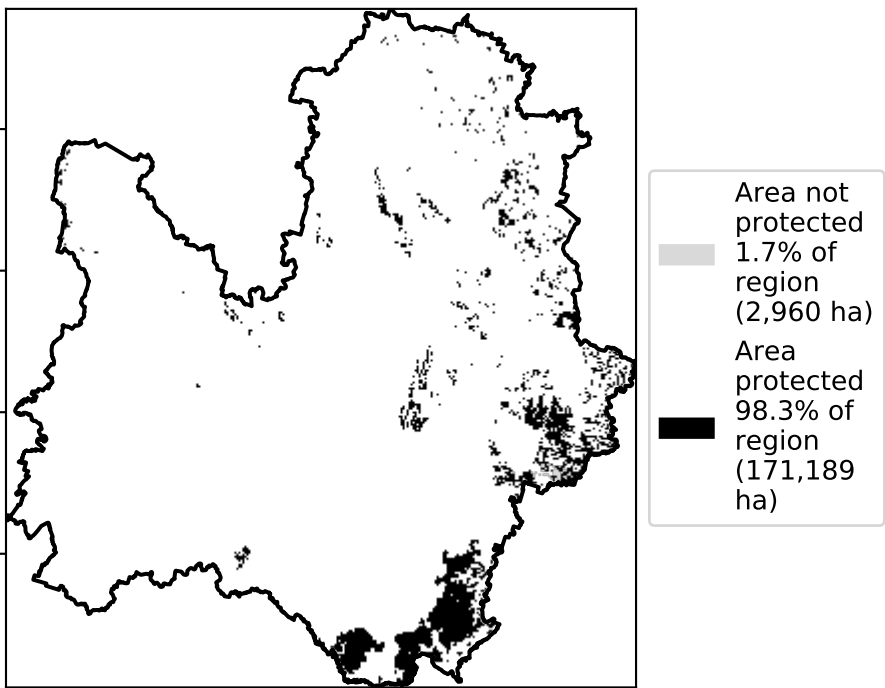 Area not
protected
1.7% of
region
(2,960 ha)
Area
protected
98.3% of
region
(171,189
ha)